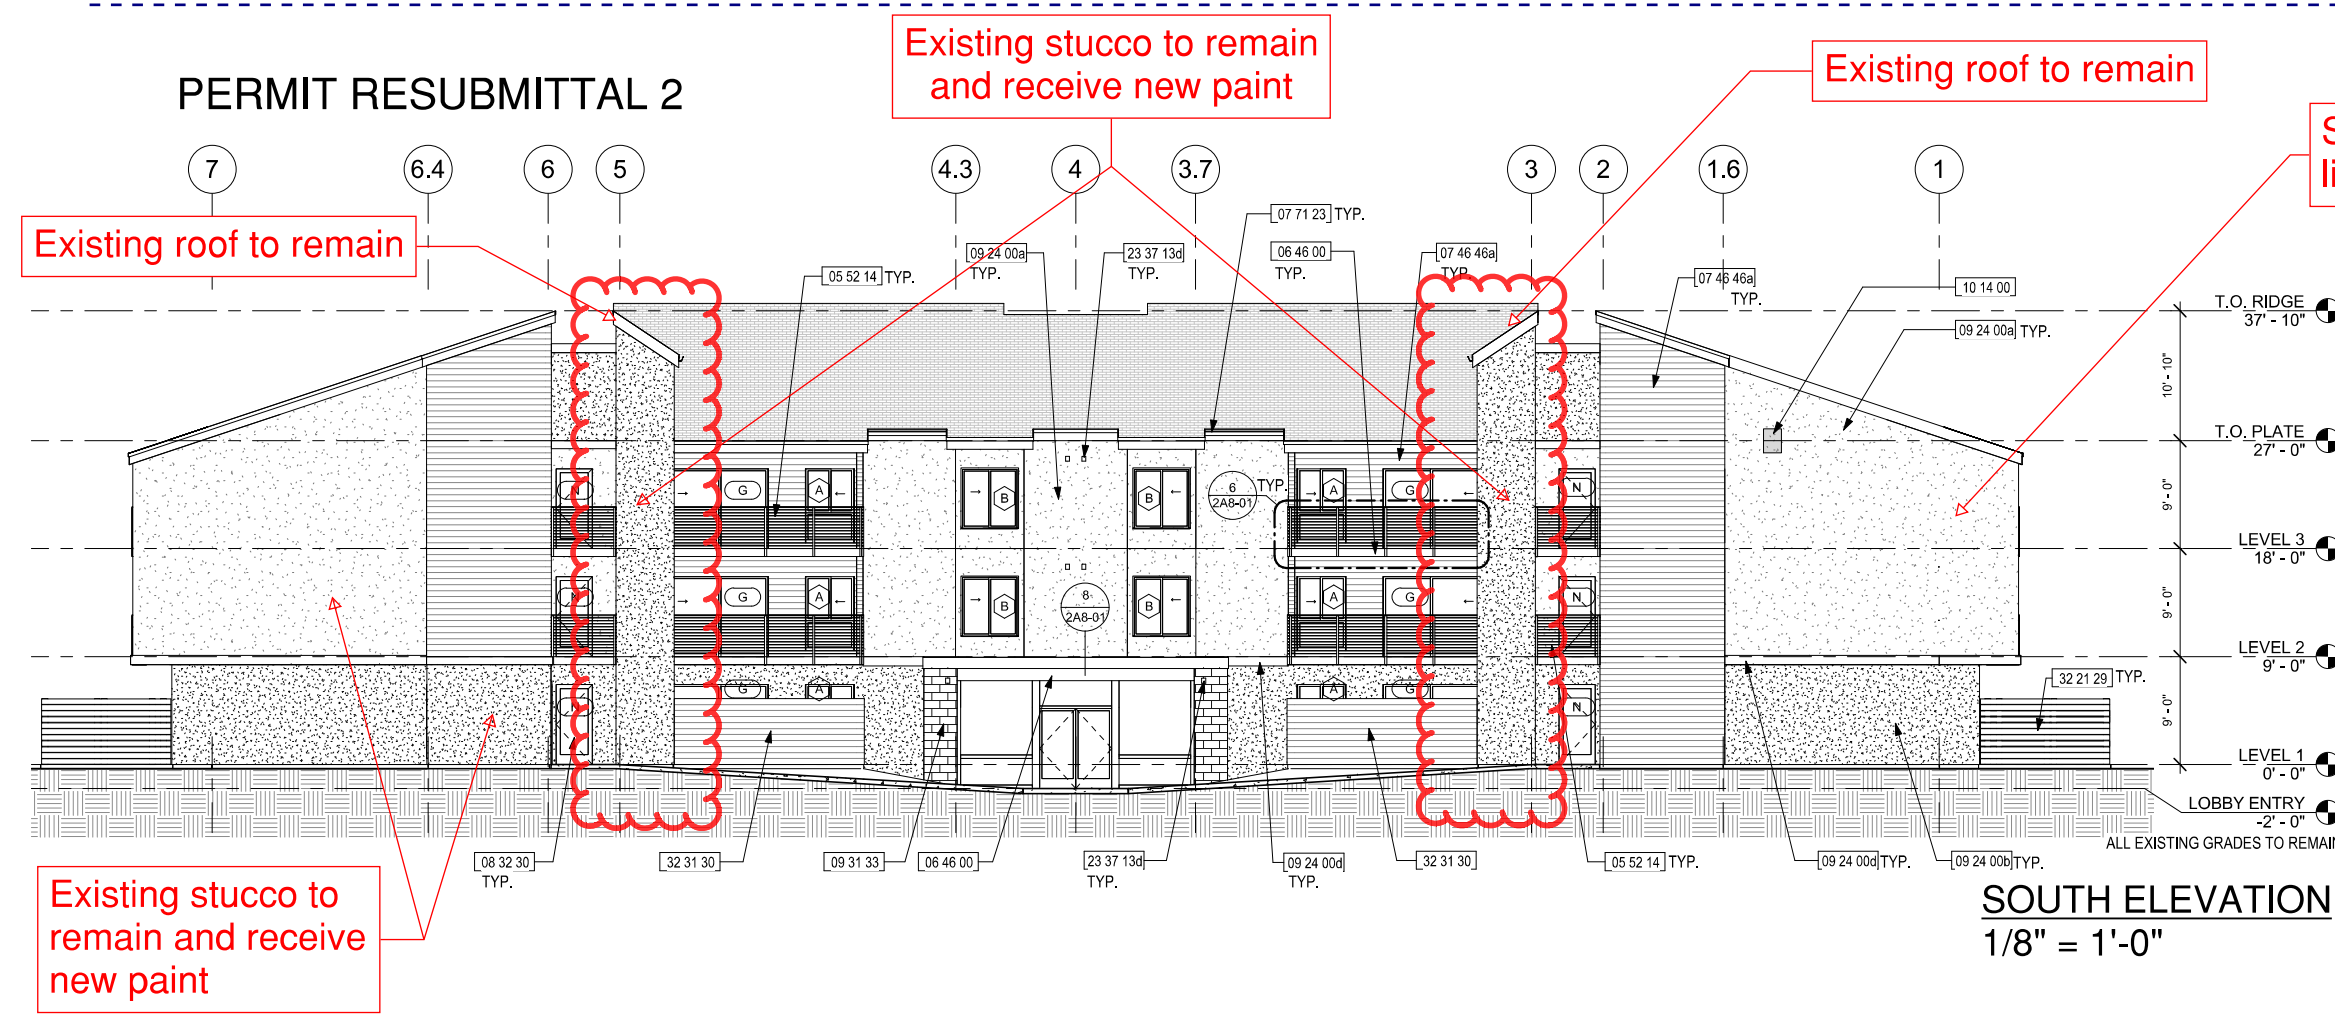 Existing stucco to remain
and receive new paint
Existing roof to remain
PERMIT RESUBMITTAL 2
S
li
7
6.4
6
5
4.3
4
3.7
3
2
1.6
1
Existing roof to remain
07 71 23 TYP.
09 24 00a
TYP.
23 37 13d
TYP.
06 46 00
TYP.
07 46 46a
TYP.
05 52 14 TYP.
07 46 46a
TYP.
10 14 00
09 24 00a TYP.
T.O. RIDGE
37' - 10"
10' - 10"
T.O. PLATE
27' - 0"
9' - 0"
N
G
A
B
B
6
2A8-01
TYP.
A
G
N
LEVEL 3
18' - 0"
9' - 0"
N
G
A
B
8
2A8-01
B
A
G
N
LEVEL 2
9' - 0"
32 21 29 TYP.
9' - 0"
G
A
A
G
N
LEVEL 1
0' - 0"
LOBBY ENTRY
-2' - 0"
ALL EXISTING GRADES TO REMAIN
08 32 30
TYP.
32 31 30
09 31 33
06 46 00
23 37 13d
TYP.
09 24 00d
TYP.
32 31 30
05 52 14 TYP.
09 24 00d TYP.
09 24 00b TYP.
Existing stucco to
remain and receive
new paint
SOUTH ELEVATION
1/8" = 1'-0"